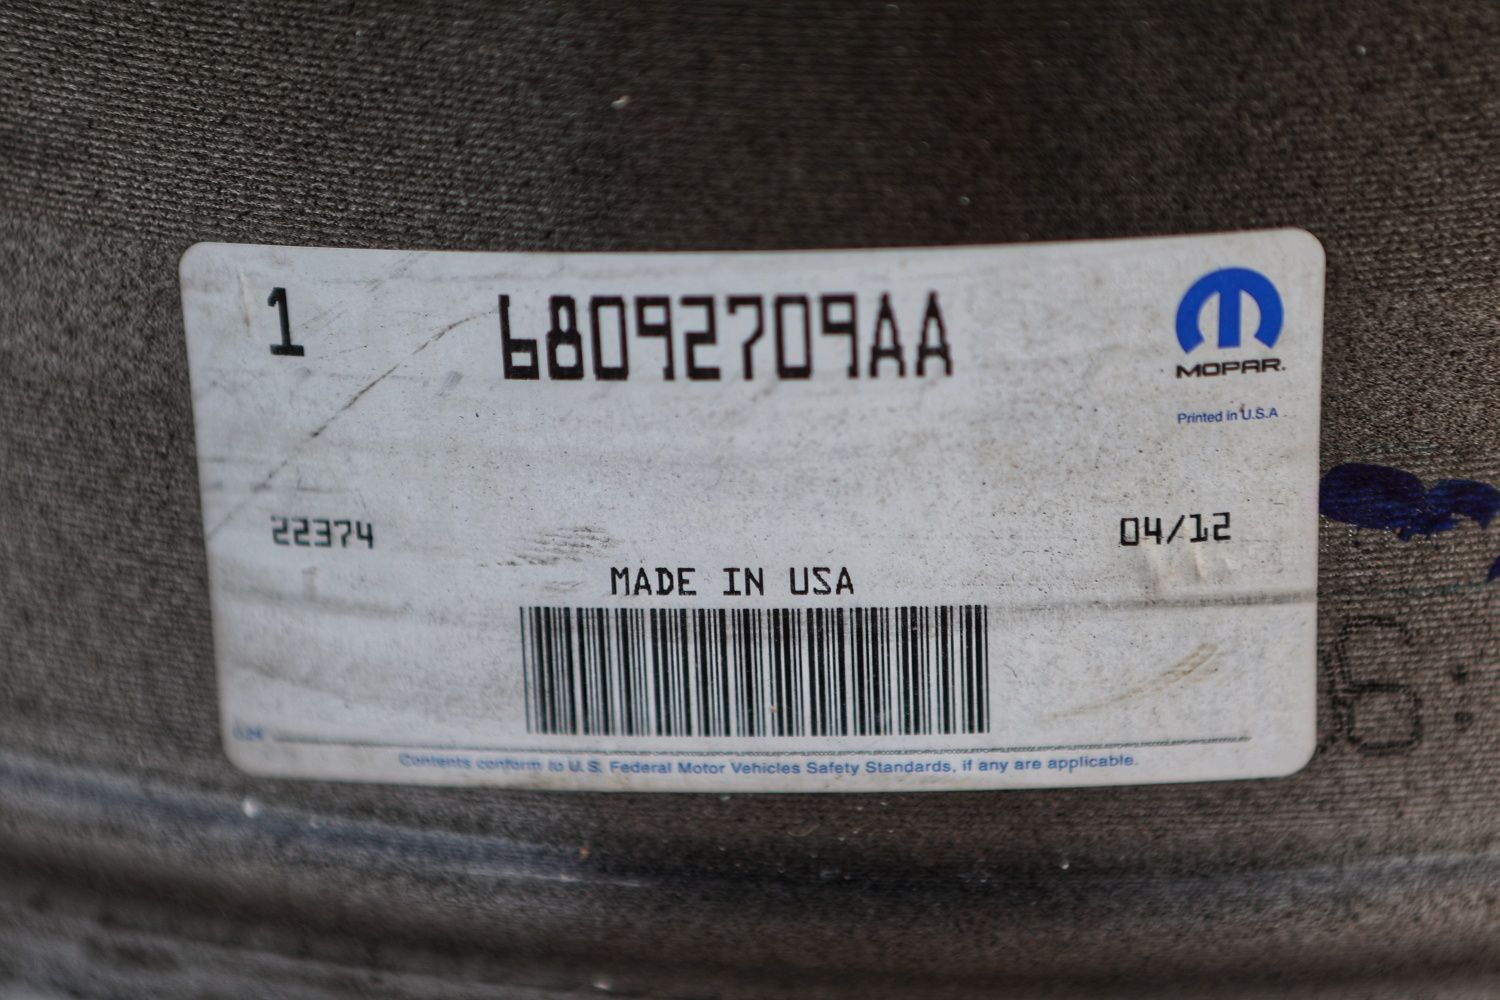 1 68092709AA
MOPAR.
Printed in U.S.A
22374 04/12
MADE IN USA
Contents conform to U.S. Federal Motor Vehicles Safety Standards, if any are applicable.